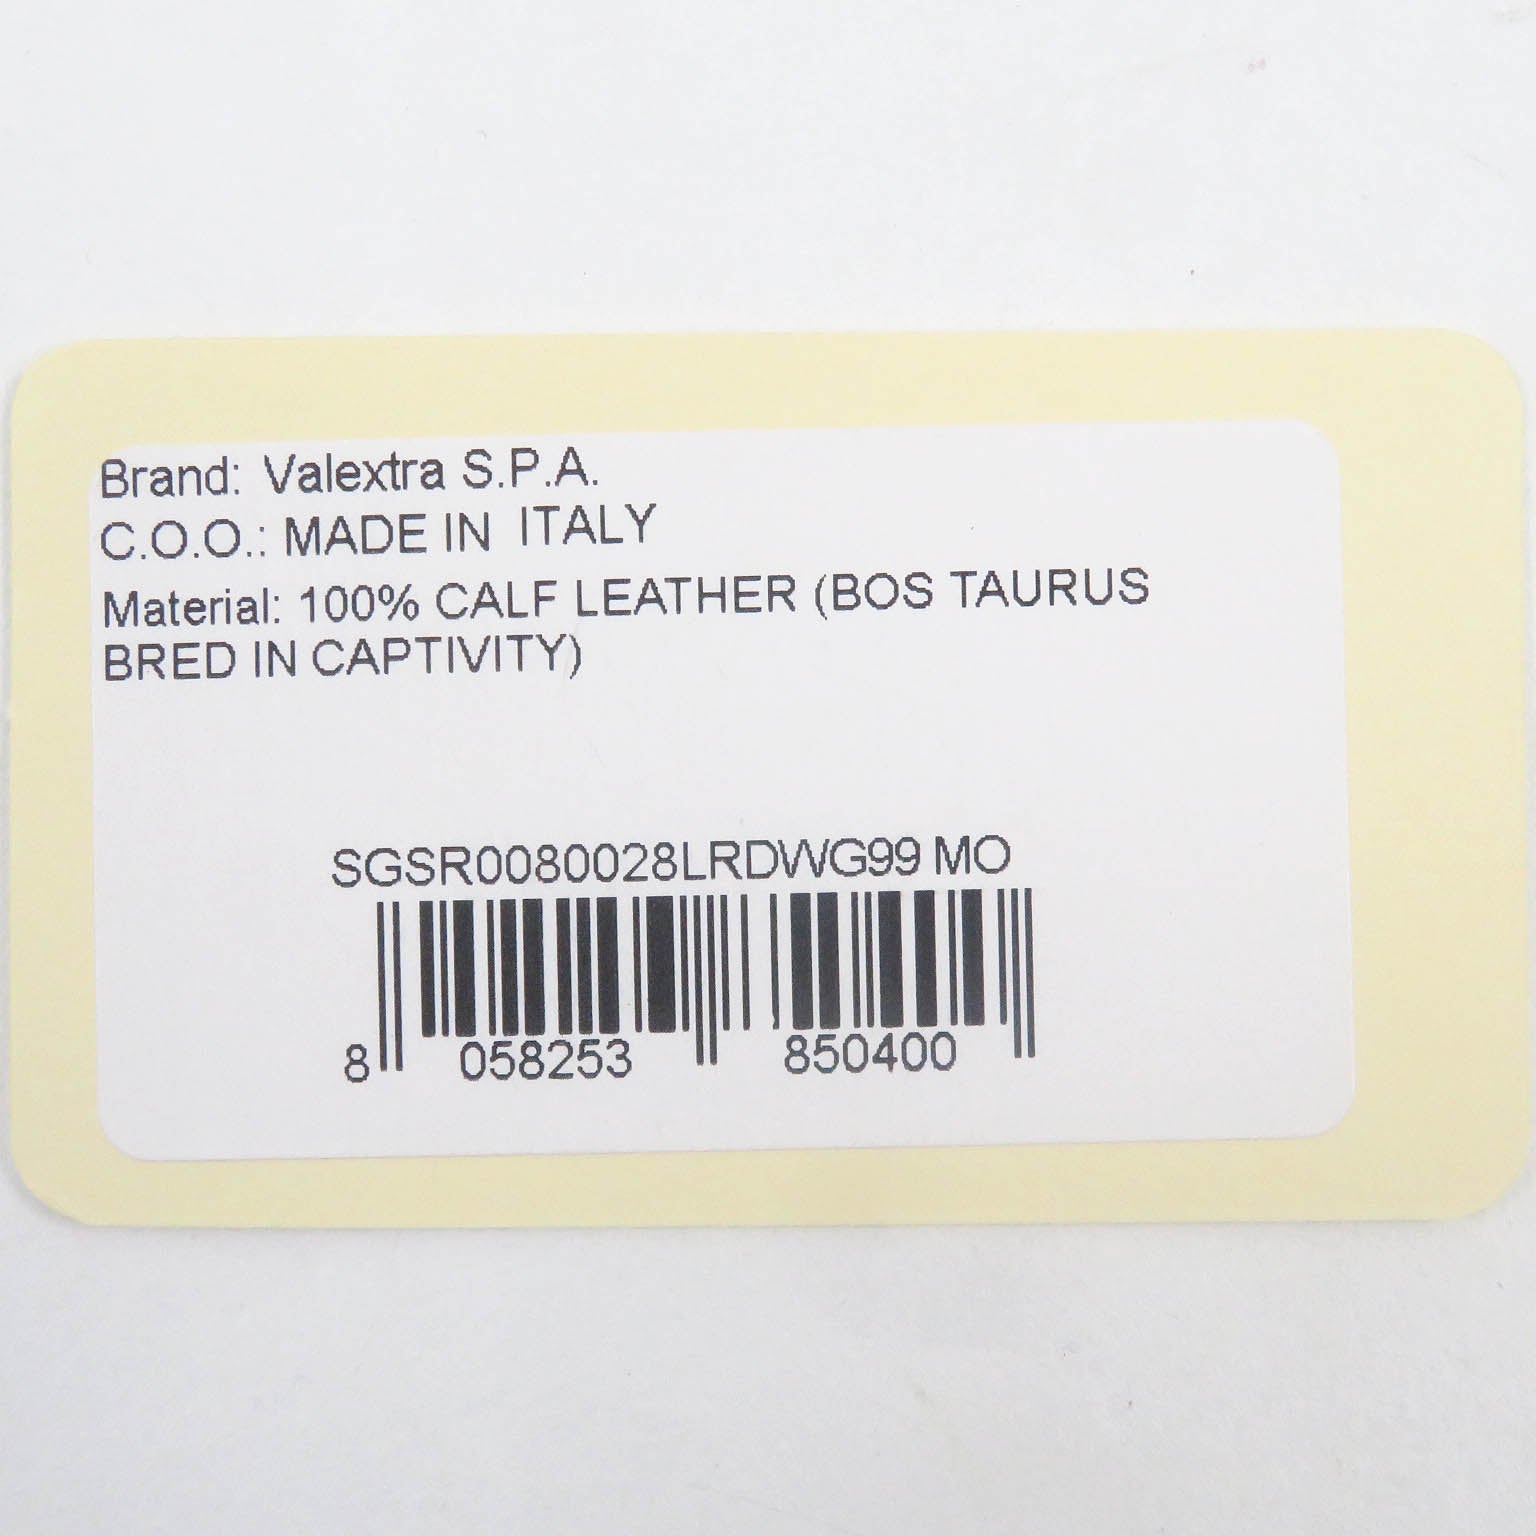 Brand: Valextra S.P.A.
C.O.O.: MADE IN ITALY
Material: 100% CALF LEATHER (BOS TAURUS
BRED IN CAPTIVITY)
SGSR0080028LRDWG99 MO
8 058253 850400